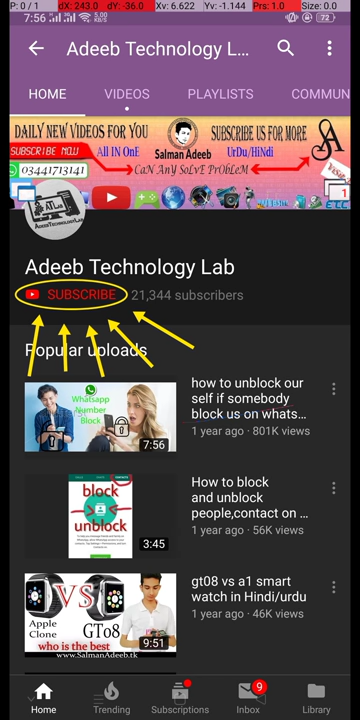 P: 0 / 1 dX: 243.0 dY: -36.0 Xv: 6.622 Yv: -1.144 Prs: 1.0 Size: 0.0
7:56 72
Adeeb Technology L...
HOME VIDEOS PLAYLISTS COMMUN
DAILY NEW VIDEOS FOR YOU SUBSCRIBE US FOR MORE
SUBSCRIBE NOW All IN OnE Salman Adeeb UrDu/HiNdi
03441713141 CaN ANy SoLvE PrObLeM
ATLab
ADEEBTECHNOLOGYLAB
1
Adeeb Technology Lab
SUBSCRIBE 21,344 subscribers
Popular uploads
Whatsapp
Number
Block
7:56
how to unblock our
self if somebody
block us on whats...
1 year ago · 801K views
block
unblock
3:45
How to block
and unblock
people,contact on ...
1 year ago · 56K views
VS
Apple
Clone GT08
who is the best
www.SalmanAdeeb.tk
9:51
gt08 vs a1 smart
watch in Hindi/urdu
1 year ago · 46K views
9
Home Trending Subscriptions Inbox Library